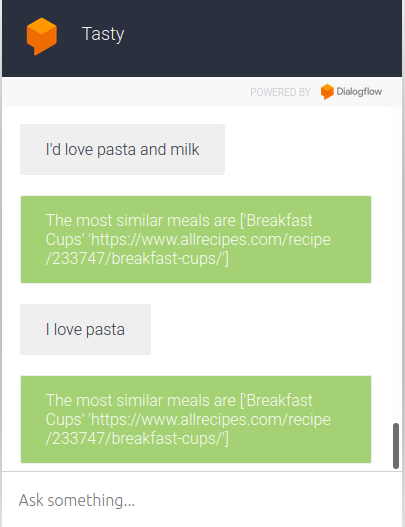 Tasty
POWERED BY Dialogflow
I'd love pasta and milk
The most similar meals are ['Breakfast
Cups' 'https://www.allrecipes.com/recipe
/233747/breakfast-cups/']
I love pasta
The most similar meals are ['Breakfast
Cups' 'https://www.allrecipes.com/recipe
/233747/breakfast-cups/']
Ask something...